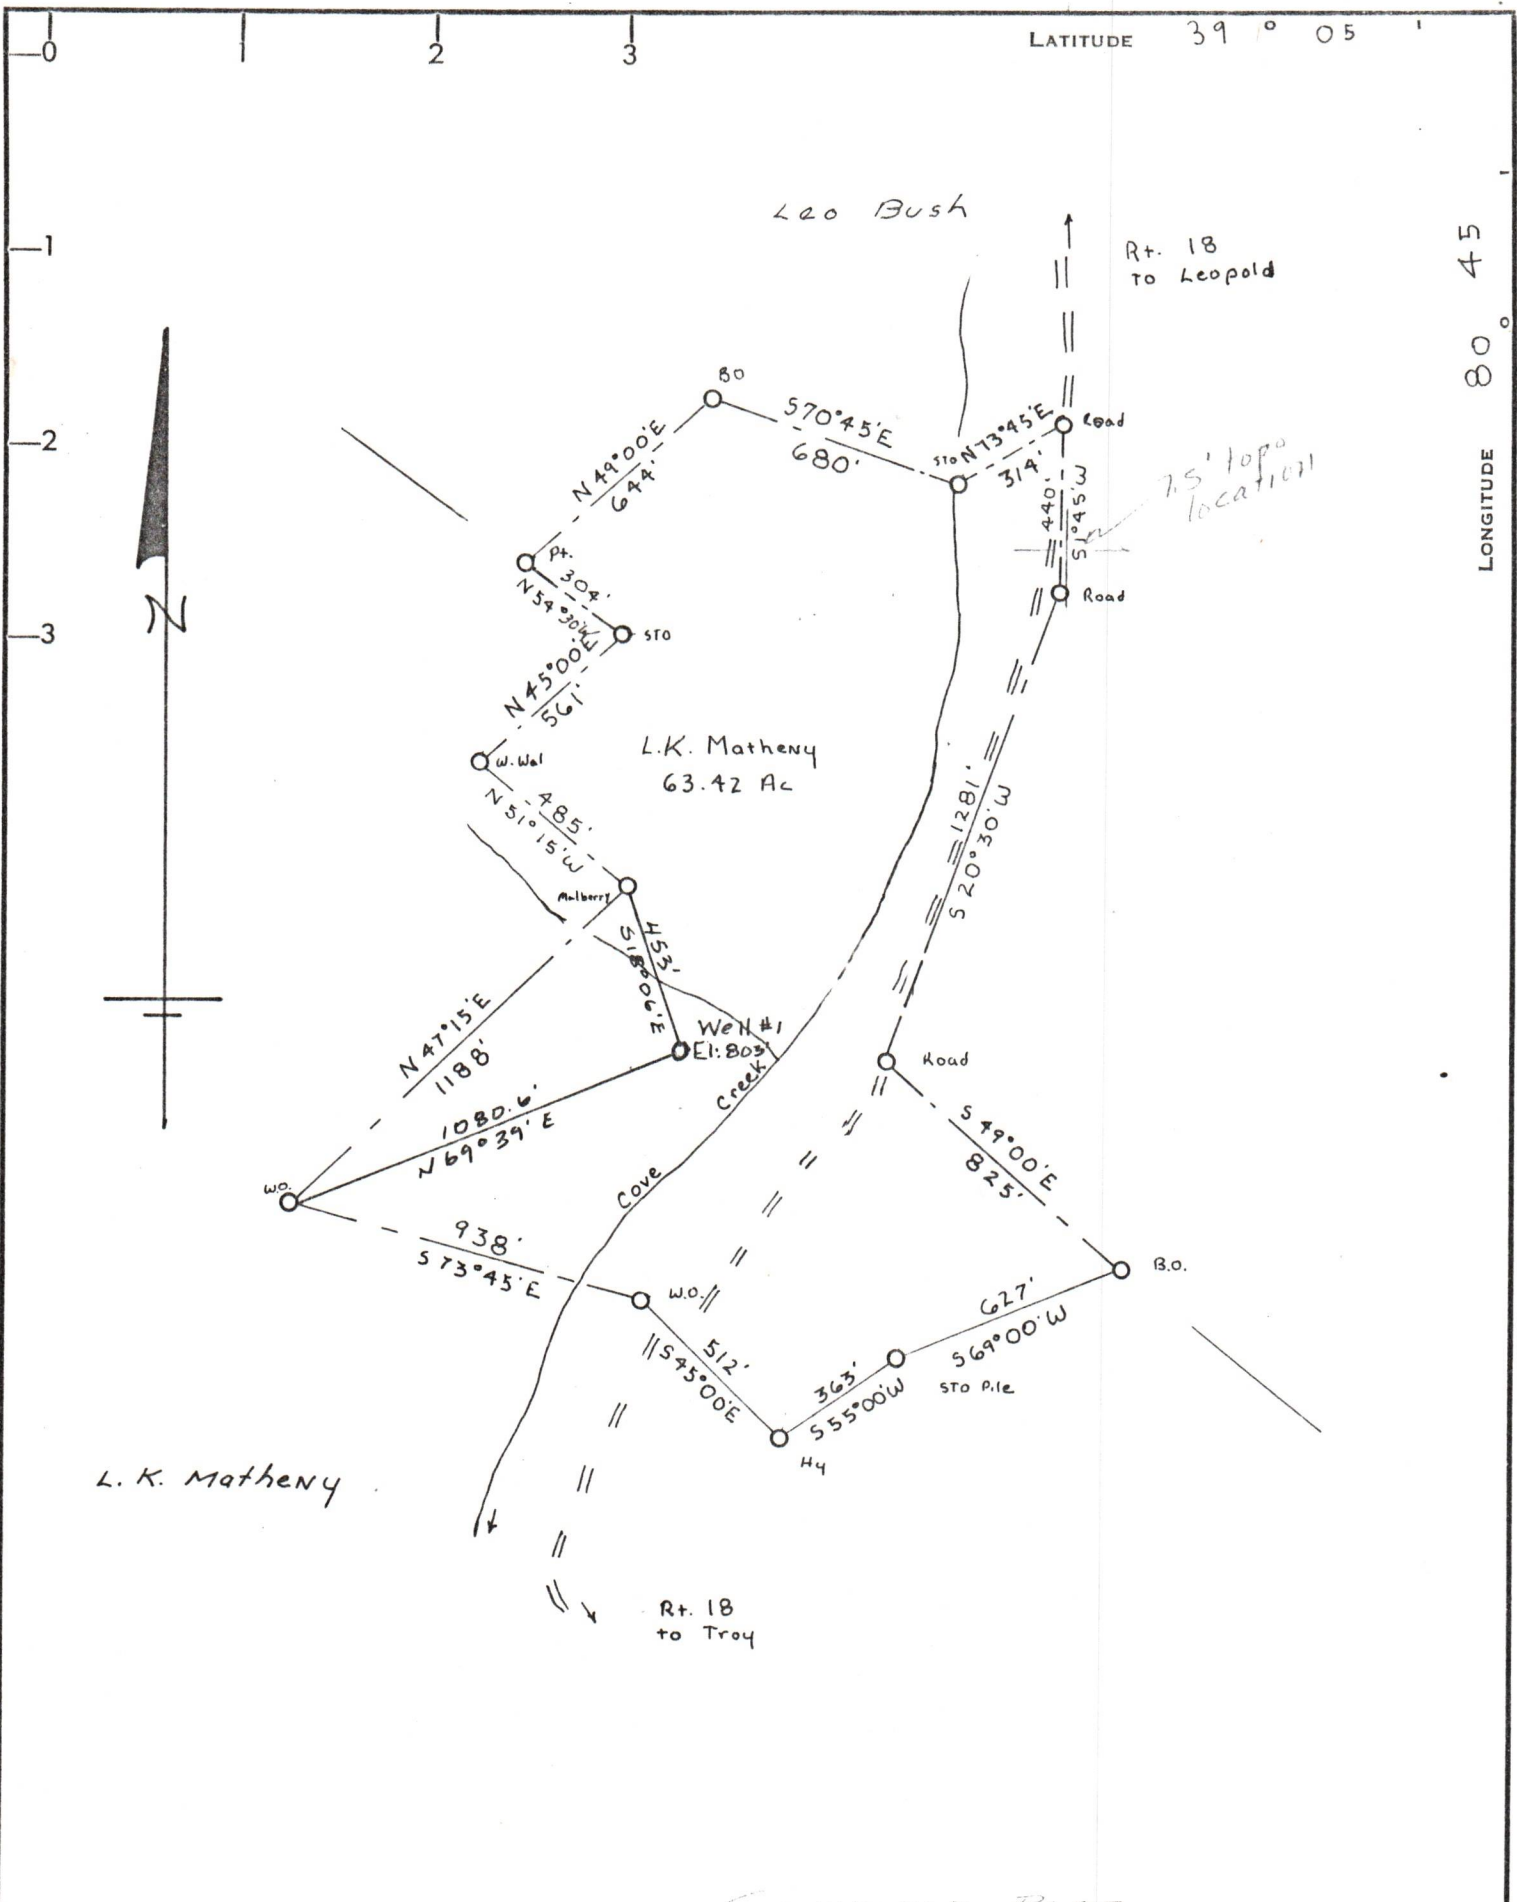 0
1
2
3
LATITUDE 39° 05'
LONGITUDE 80° 45'
1
2
3
Leo Bush
Rt. 18
to Leopold
N
BO
S70°45'E
680'
STO
N73°45'E
314'
Road
440'
S1°45'W
7.5' topo
location
Road
N49°00'E
644'
Pt.
304'
N54°30'W
STO
N45°00'E
561'
W.Wal
485'
N51°15'W
L.K. Matheny
63.42 Ac
1281'
S20°30'W
Malberry
453'
S18°06'E
Well #1
El: 803'
N47°15'E
1188'
1080.6'
N69°39'E
Cove Creek
Road
S49°00'E
825'
W.O.
938'
S73°45'E
W.O.
512'
S45°00'E
B.O.
627'
S69°00'W
STO Pile
363'
S55°00'W
Hy
L. K. Matheny
Rt. 18
to Troy